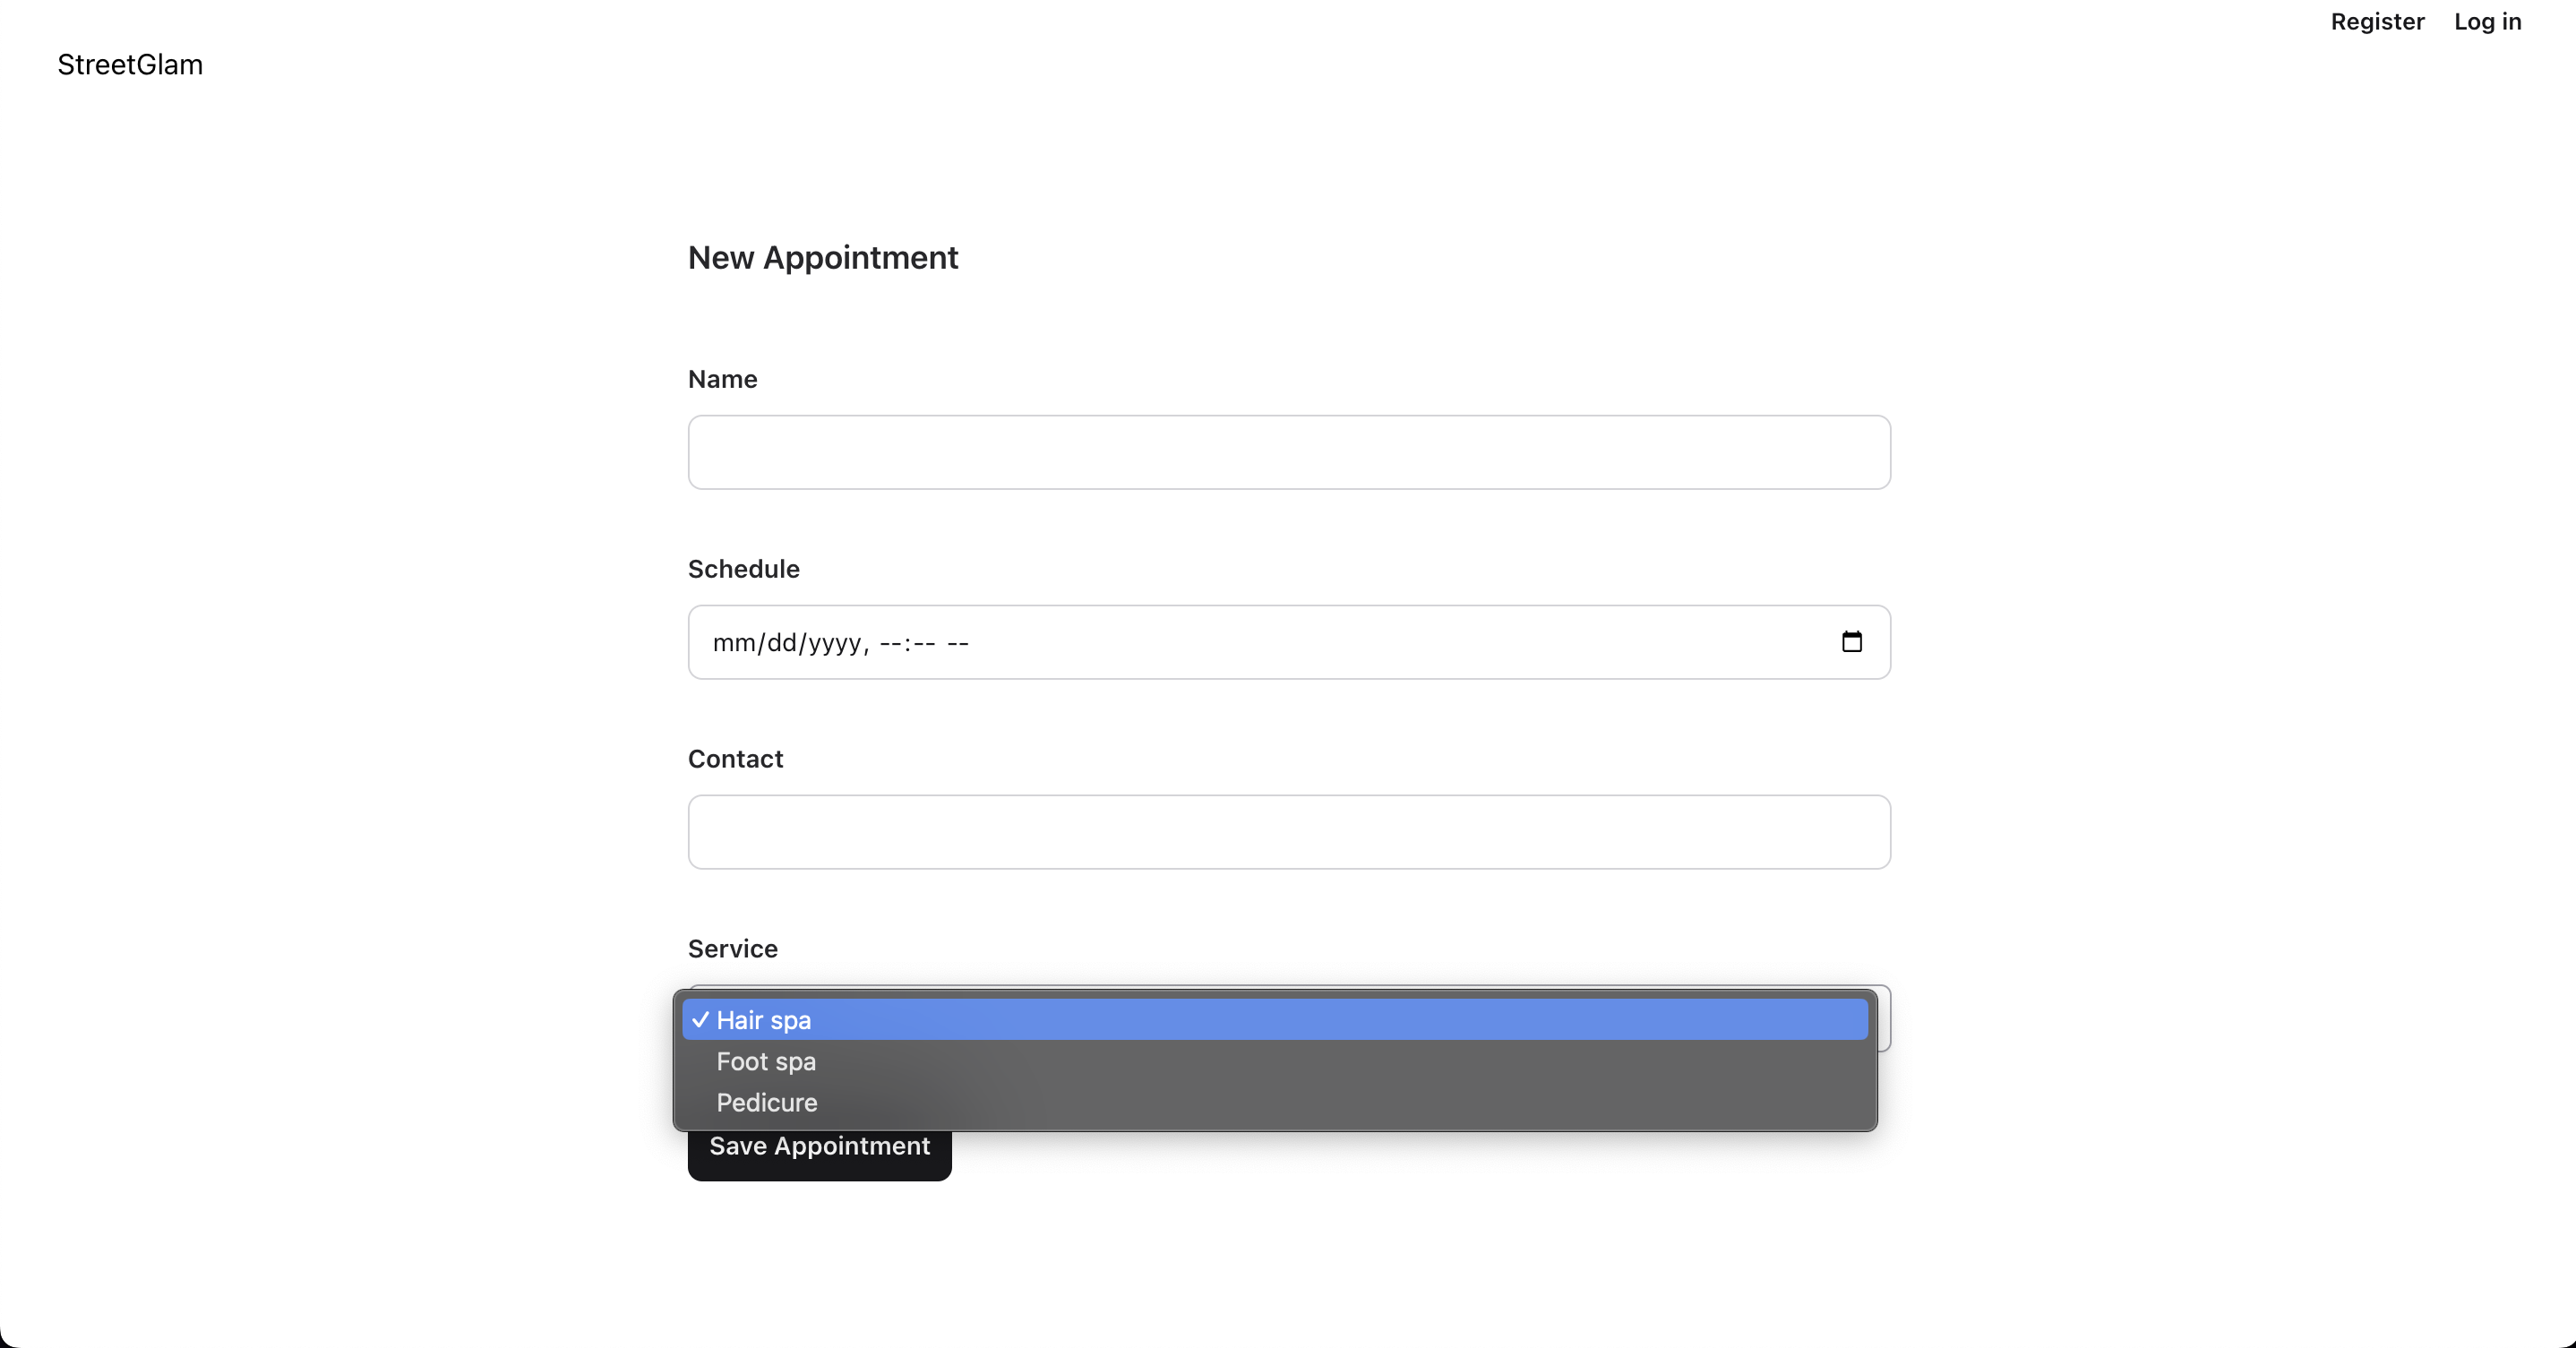 Register Log in
StreetGlam
New Appointment
Name
Schedule
mm/dd/yyyy, --:-- --
Contact
Service
Hair spa
Foot spa
Pedicure
Save Appointment